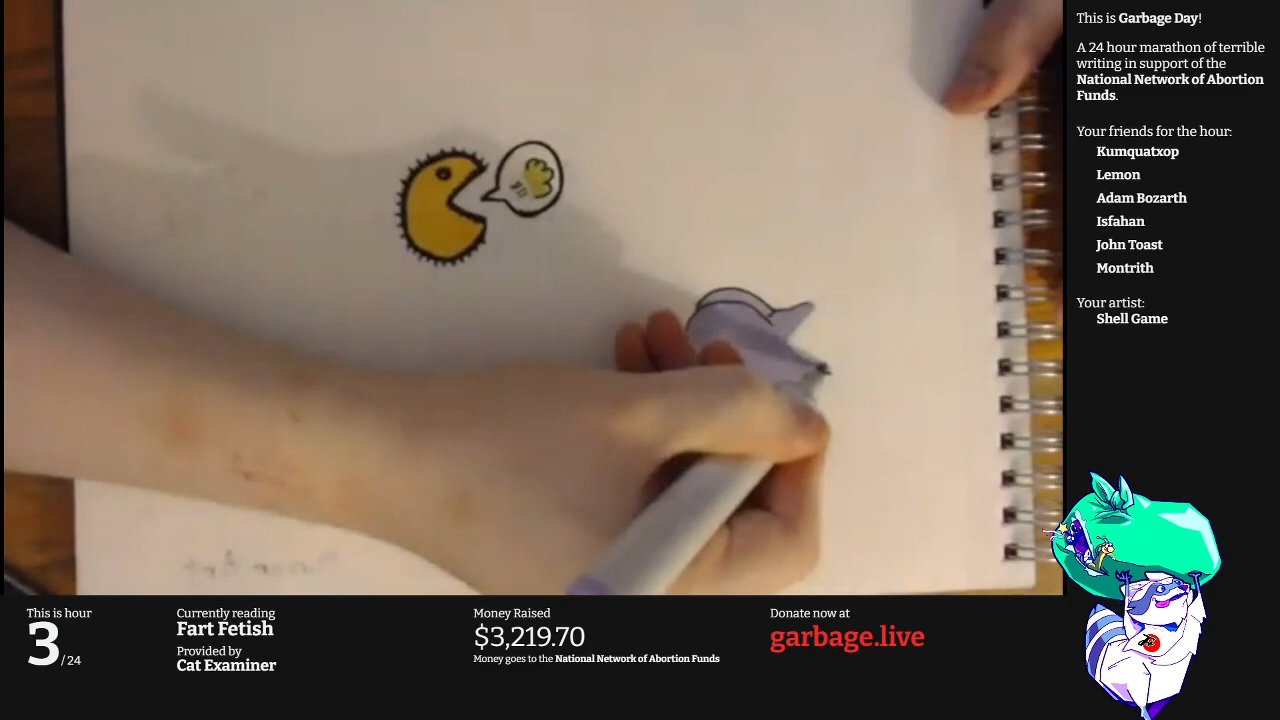 This is Garbage Day!
A 24 hour marathon of terrible
writing in support of the
National Network of Abortion
Funds.
Your friends for the hour:
Kumquatxop
Lemon
Adam Bozarth
Isfahan
John Toast
Montrith
Your artist:
Shell Game
This is hour
3/24
Currently reading
Fart Fetish
Provided by
Cat Examiner
Money Raised
$3,219.70
Money goes to the National Network of Abortion Funds
Donate now at
garbage.live